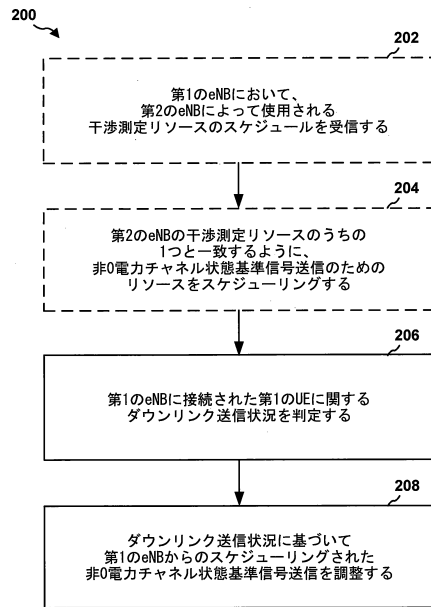 200
202
第1のeNBにおいて、
第2のeNBによって使用される
干渉測定リソースのスケジュールを受信する
204
第2のeNBの干渉測定リソースのうちの
1つと一致するように、
非0電力チャネル状態基準信号送信のための
リソースをスケジューリングする
206
第1のeNBに接続された第1のUEに関する
ダウンリンク送信状況を判定する
208
ダウンリンク送信状況に基づいて
第1のeNBからのスケジューリングされた
非0電力チャネル状態基準信号送信を調整する